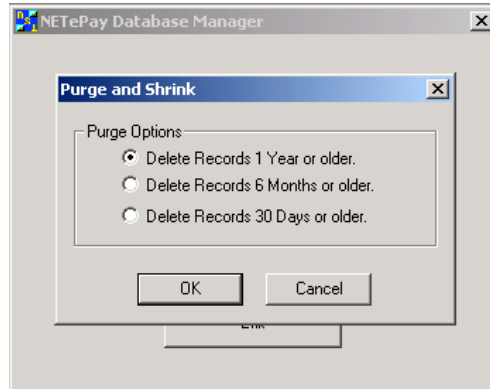 NETePay Database Manager
Purge and Shrink
Purge Options
Delete Records 1 Year or older.
Delete Records 6 Months or older.
Delete Records 30 Days or older.
OK Cancel